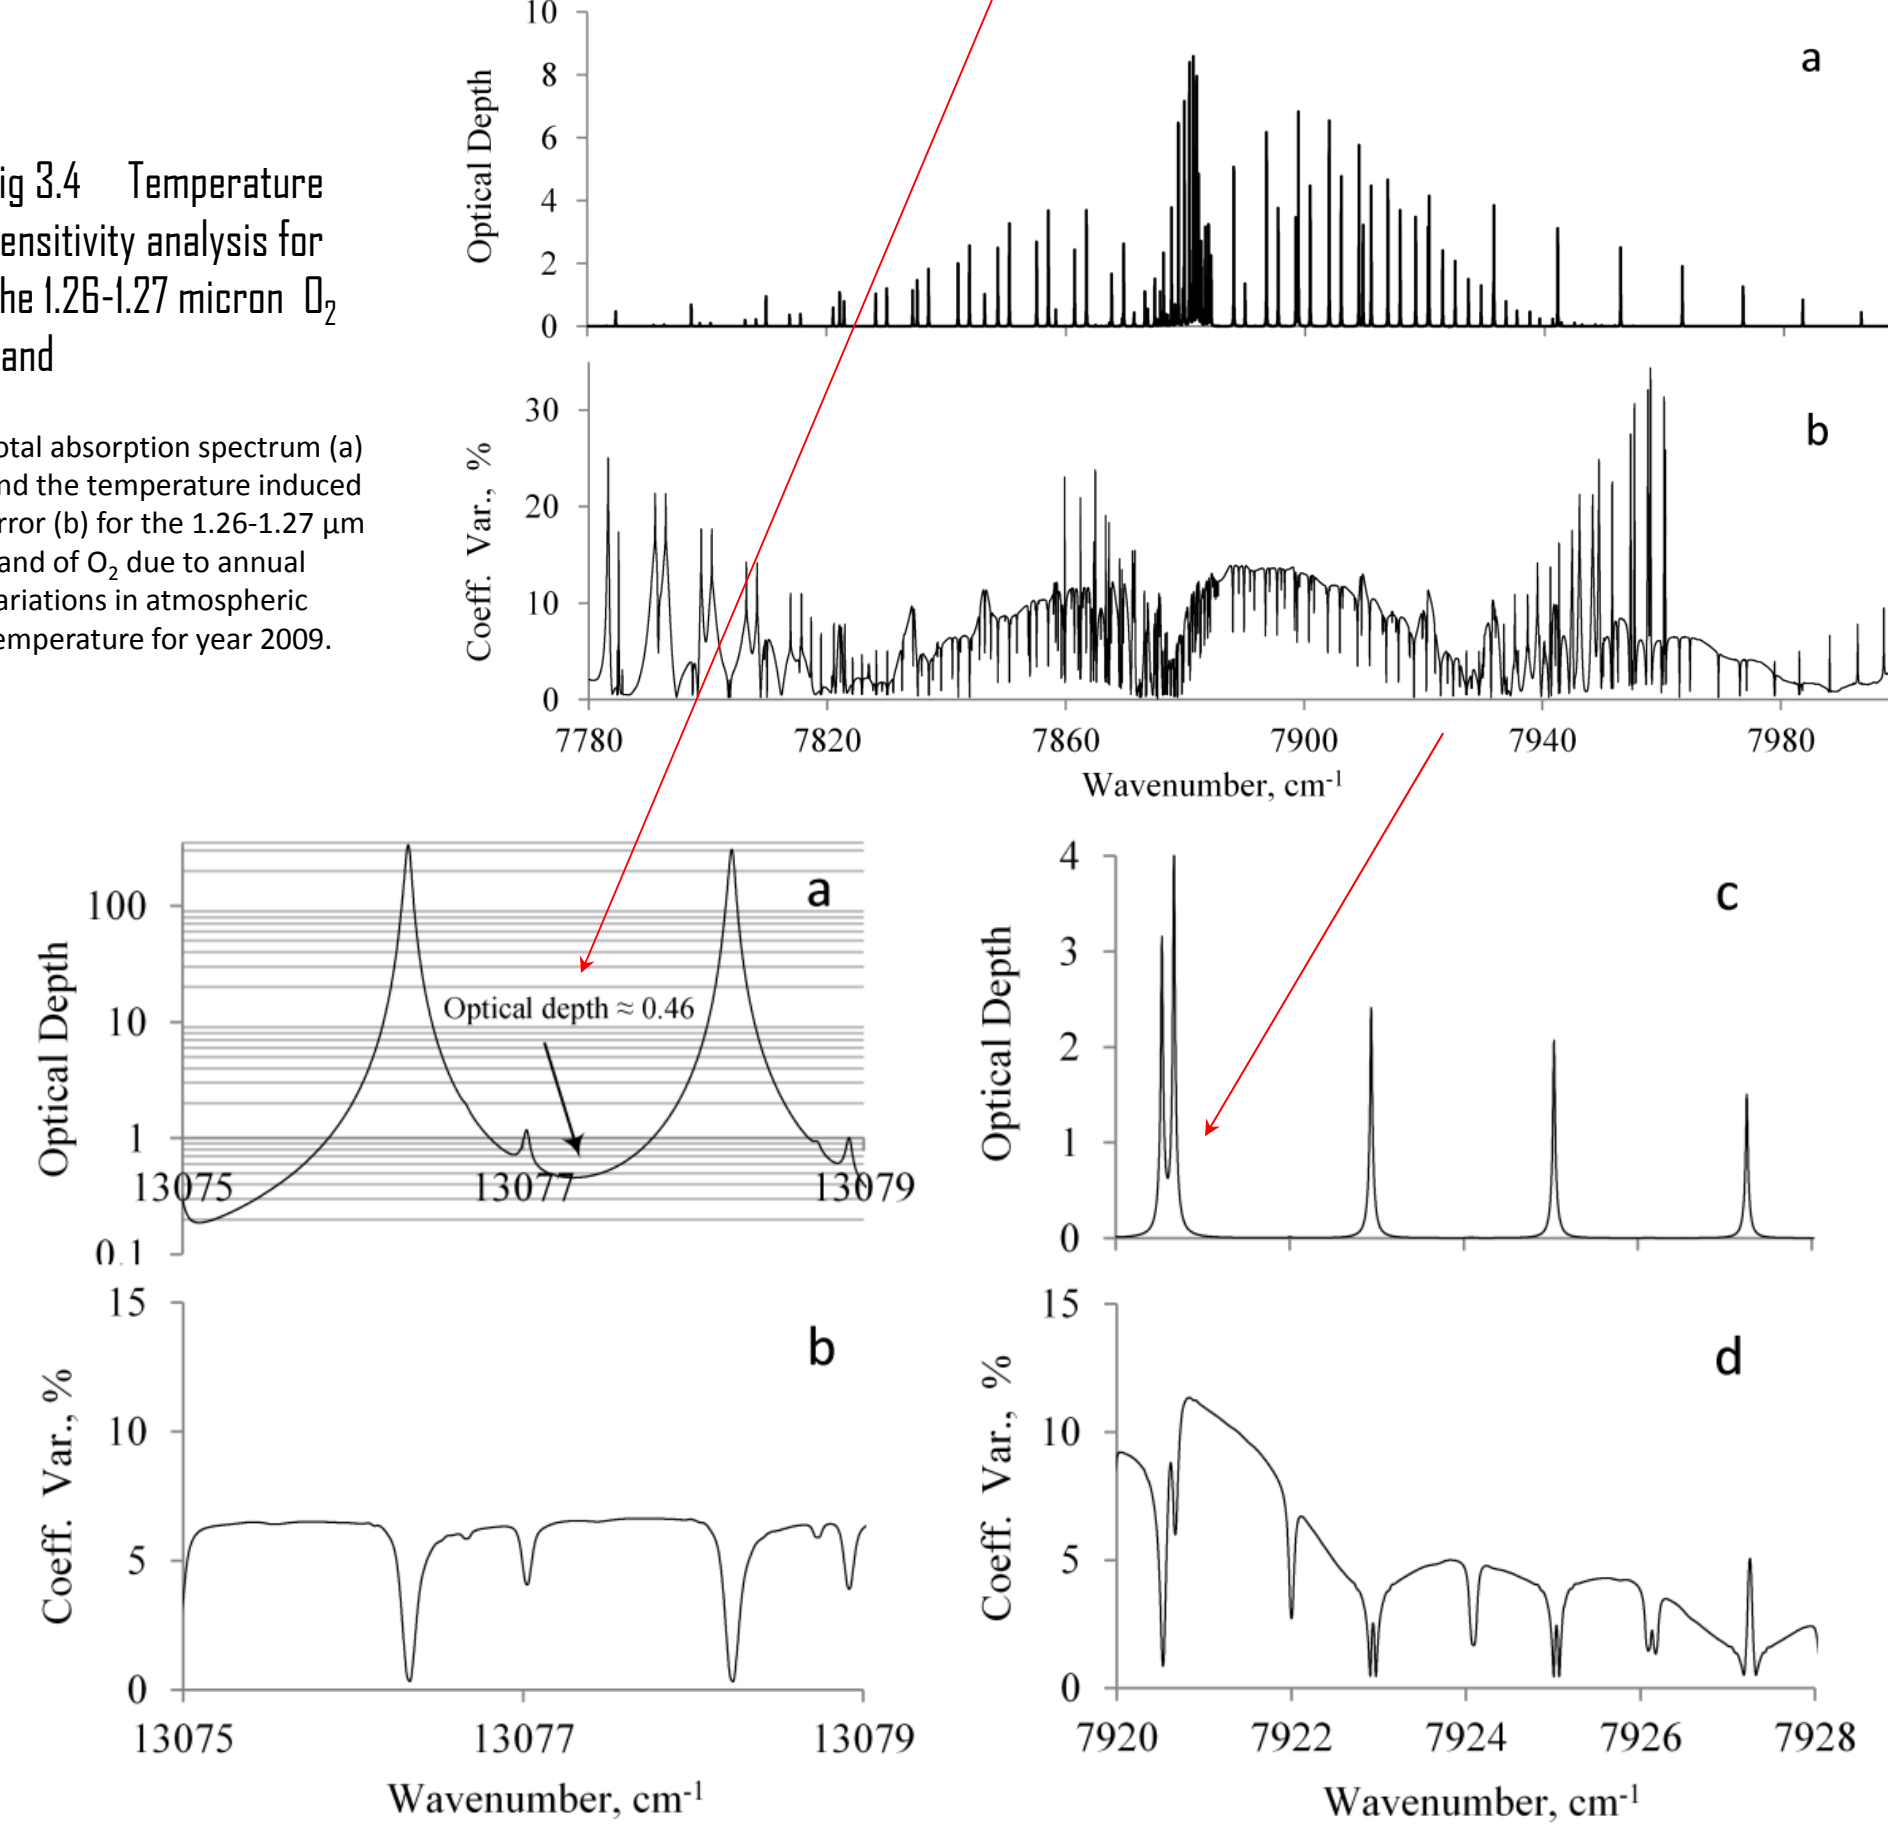 10
8
6
4
2
0
Optical Depth
a
ig 3.4 Temperature
ensitivity analysis for
he 1.26-1.27 micron O₂
and
otal absorption spectrum (a)
nd the temperature induced
rror (b) for the 1.26-1.27 µm
and of O₂ due to annual
ariations in atmospheric
emperature for year 2009.
30
20
10
0
Coeff. Var., %
b
7780 7820 7860 7900 7940 7980
Wavenumber, cm⁻¹
100
10
1
0.1
Optical Depth
a
Optical depth ≈ 0.46
13075 13077 13079
4
3
2
1
0
Optical Depth
c
15
10
5
0
Coeff. Var., %
b
13075 13077 13079
Wavenumber, cm⁻¹
15
10
5
0
Coeff. Var., %
d
7920 7922 7924 7926 7928
Wavenumber, cm⁻¹